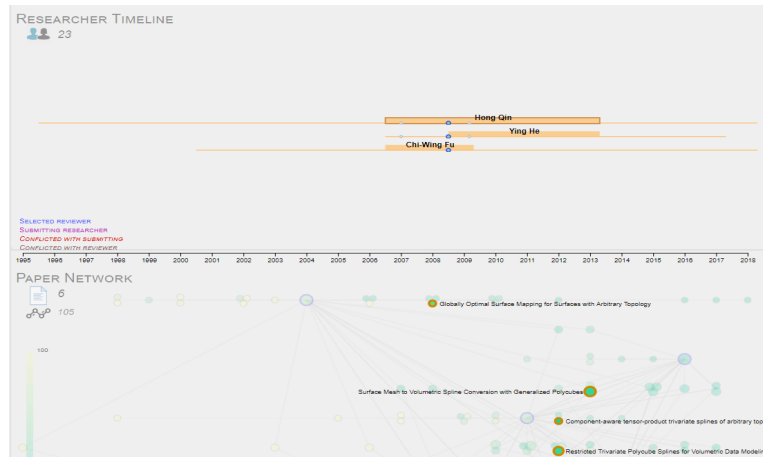 RESEARCHER TIMELINE
23
Hong Qin
Ying He
Chi-Wing Fu
SELECTED REVIEWER
SUBMITTING RESEARCHER
CONFLICTED WITH SUBMITTING
CONFLICTED WITH REVIEWER
1995 1996 1997 1998 1999 2000 2001 2002 2003 2004 2005 2006 2007 2008 2009 2010 2011 2012 2013 2014 2015 2016 2017 2018
PAPER NETWORK
6
Globally Optimal Surface Mapping for Surfaces with Arbitrary Topology
105
100
Surface Mesh to Volumetric Spline Conversion with Generalized Polycubes
Component-aware tensor-product trivariate splines of arbitrary top
Restricted Trivariate Polycube Splines for Volumetric Data Modelin